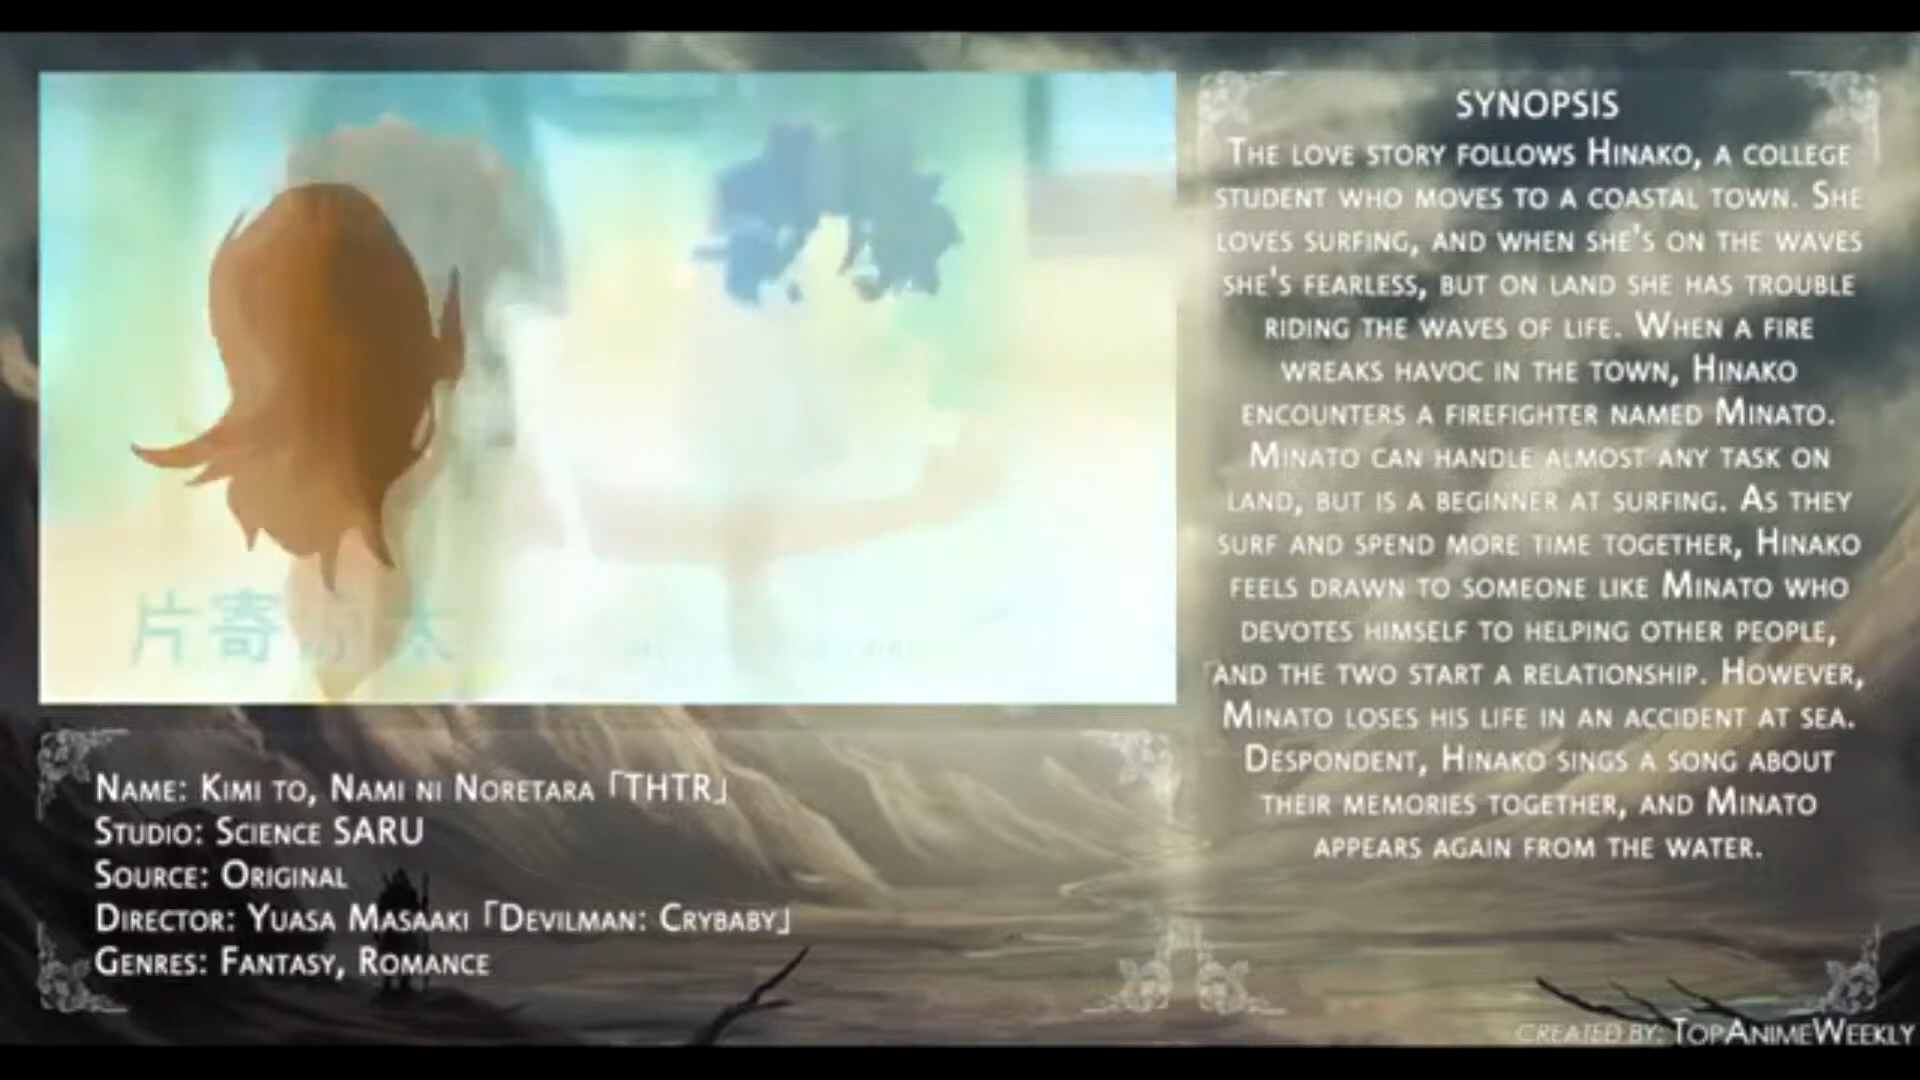 片寄 太
Name: Kimi to, Nami ni Noretara「THTR」
Studio: Science SARU
Source: Original
Director: Yuasa Masaaki「Devilman: Crybaby」
Genres: Fantasy, Romance
SYNOPSIS
The love story follows Hinako, a college
student who moves to a coastal town. She
loves surfing, and when she's on the waves
she's fearless, but on land she has trouble
riding the waves of life. When a fire
wreaks havoc in the town, Hinako
encounters a firefighter named Minato.
Minato can handle almost any task on
land, but is a beginner at surfing. As they
surf and spend more time together, Hinako
feels drawn to someone like Minato who
devotes himself to helping other people,
and the two start a relationship. However,
Minato loses his life in an accident at sea.
Despondent, Hinako sings a song about
their memories together, and Minato
appears again from the water.
Created by: TopAnimeWeekly